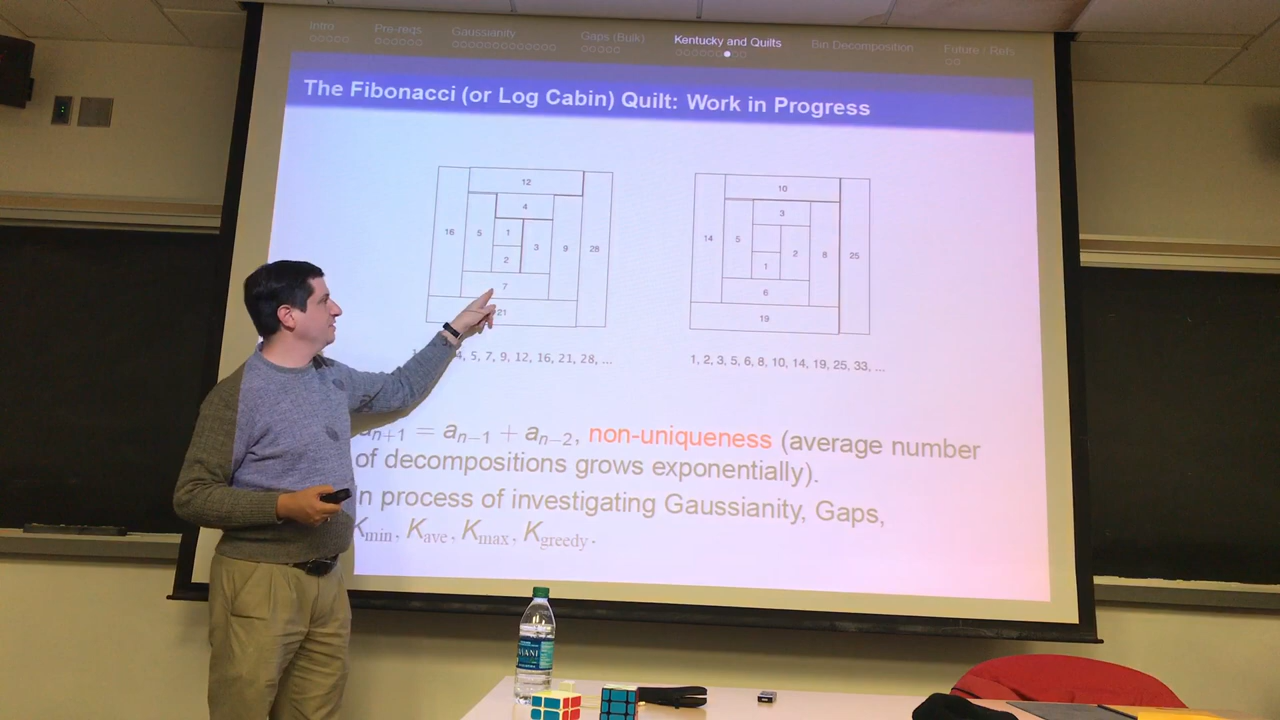 Intro Pre-reqs Gaussianity Gaps (Bulk) Kentucky and Quilts Bin Decomposition Future / Refs
The Fibonacci (or Log Cabin) Quilt: Work in Progress
12
4
16 5 1 3 9 28
2
7
21
10
3
14 5 2 8 25
1
6
19
4, 5, 7, 9, 12, 16, 21, 28, ...
1, 2, 3, 5, 6, 8, 10, 14, 19, 25, 33, ...
aₙ₊₁ = aₙ₋₁ + aₙ₋₂, non-uniqueness (average number
of decompositions grows exponentially).
n process of investigating Gaussianity, Gaps,
Kmin, Kave, Kmax, Kgreedy.